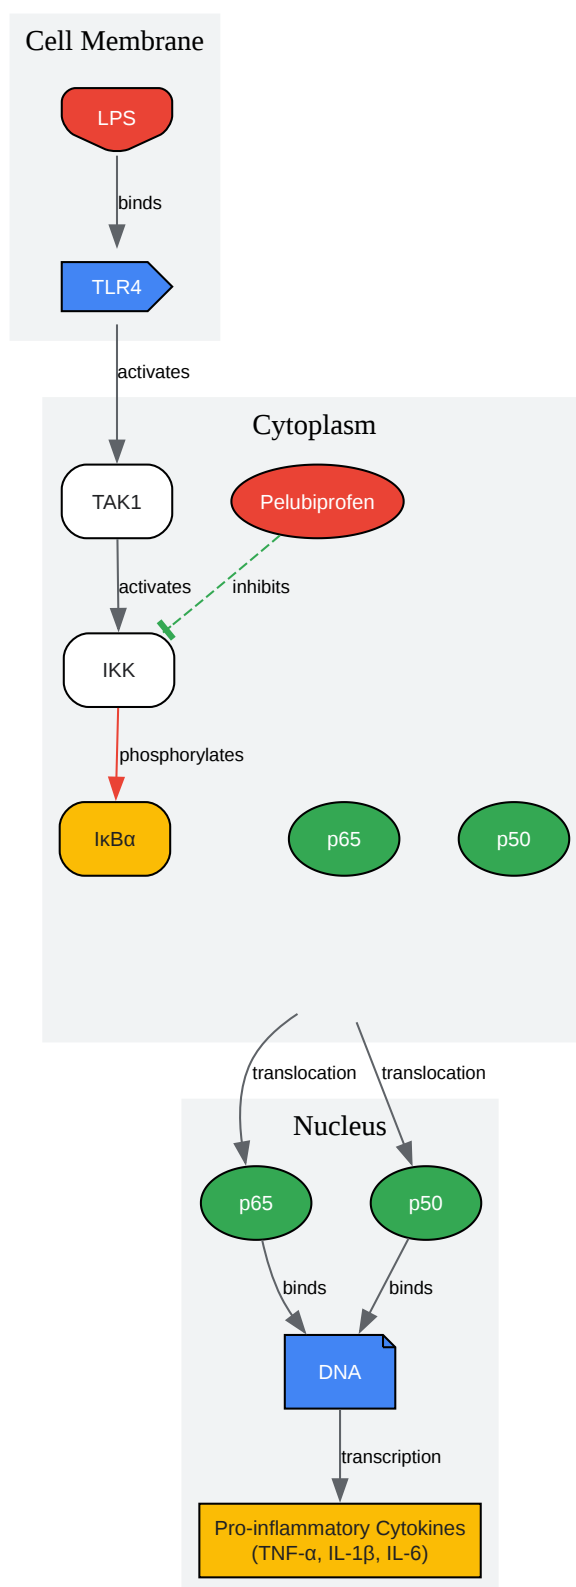 Cell Membrane
LPS
binds
TLR4
activates
Cytoplasm
TAK1
Pelubiprofen
activates
inhibits
IKK
phosphorylates
IκBα
p65
p50
translocation
translocation
Nucleus
p65
p50
binds
binds
DNA
transcription
Pro-inflammatory Cytokines
(TNF-α, IL-1β, IL-6)